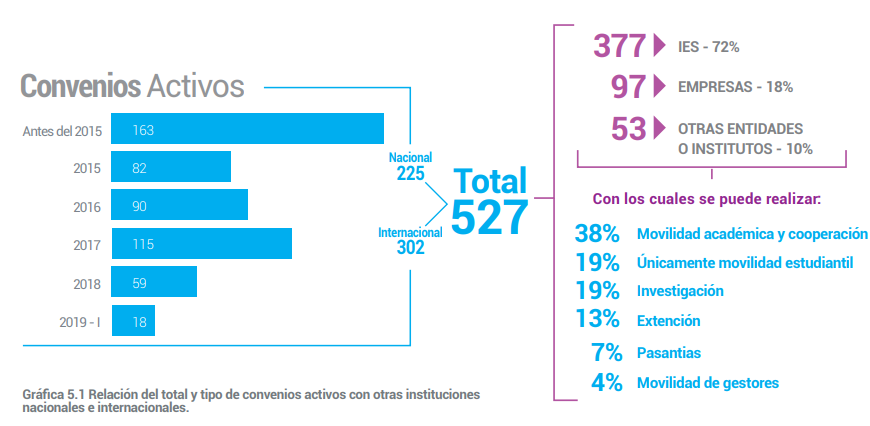 Convenios Activos
Antes del 2015 163
2015 82
2016 90
2017 115
2018 59
2019 - I 18
Nacional
225
Internacional
302
Total
527
377 IES - 72%
97 EMPRESAS - 18%
53 OTRAS ENTIDADES
O INSTITUTOS - 10%
Con los cuales se puede realizar:
38% Movilidad académica y cooperación
19% Únicamente movilidad estudiantil
19% Investigación
13% Extención
7% Pasantias
4% Movilidad de gestores
Gráfica 5.1 Relación del total y tipo de convenios activos con otras instituciones
nacionales e internacionales.